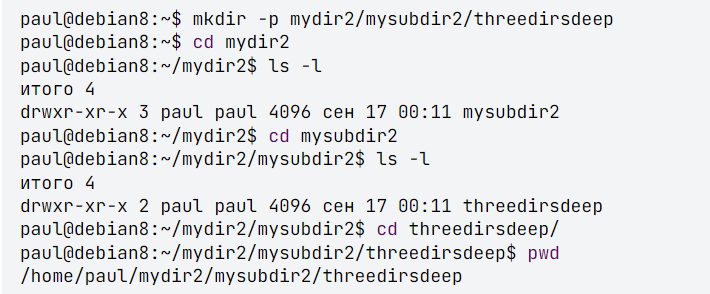 paul@debian8:~$ mkdir -p mydir2/mysubdir2/threedirsdeep
paul@debian8:~$ cd mydir2
paul@debian8:~/mydir2$ ls -l
итого 4
drwxr-xr-x 3 paul paul 4096 сен 17 00:11 mysubdir2
paul@debian8:~/mydir2$ cd mysubdir2
paul@debian8:~/mydir2/mysubdir2$ ls -l
итого 4
drwxr-xr-x 2 paul paul 4096 сен 17 00:11 threedirsdeep
paul@debian8:~/mydir2/mysubdir2$ cd threedirsdeep/
paul@debian8:~/mydir2/mysubdir2/threedirsdeep$ pwd
/home/paul/mydir2/mysubdir2/threedirsdeep